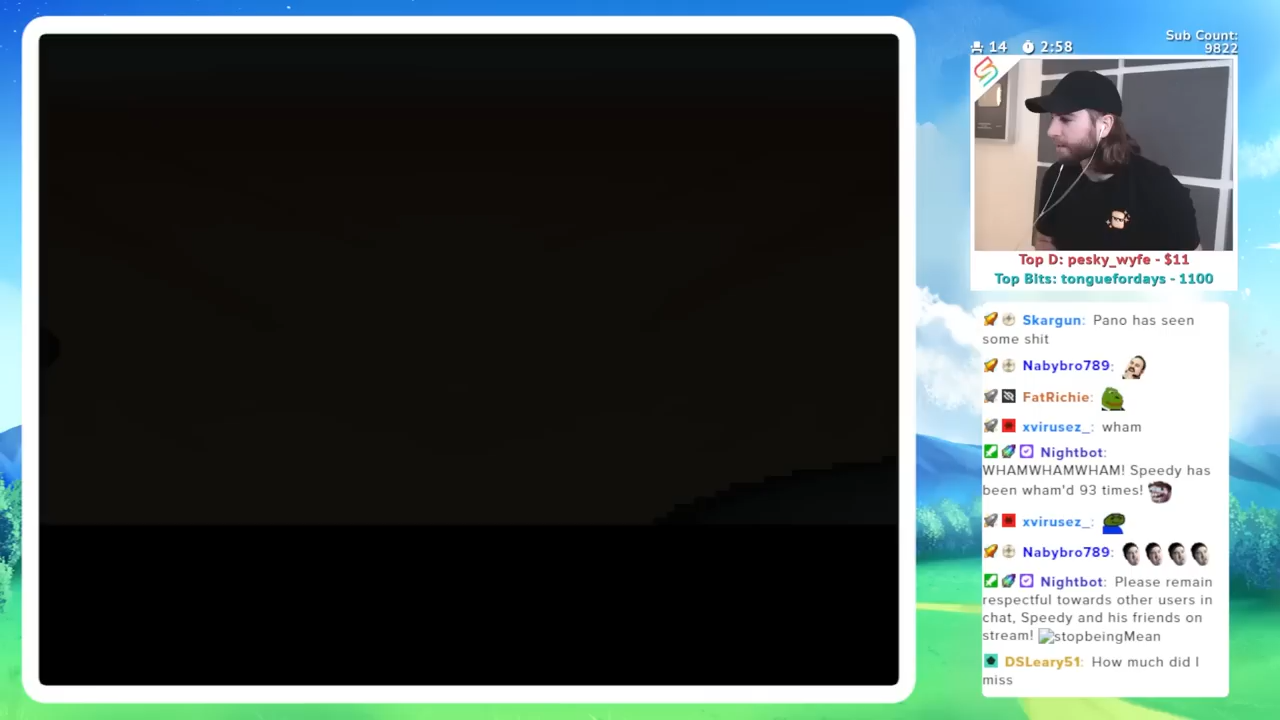 14 2:58
Sub Count:
9822
Top D: pesky_wyfe - $11
Top Bits: tonguefordays - 1100
Skargun: Pano has seen
some shit
Nabybro789:
FatRichie:
xvirusez_: wham
Nightbot:
WHAMWHAMWHAM! Speedy has
been wham'd 93 times!
xvirusez_:
Nabybro789:
Nightbot: Please remain
respectful towards other users in
chat, Speedy and his friends on
stream! stopbeingMean
DSLeary51: How much did I
miss